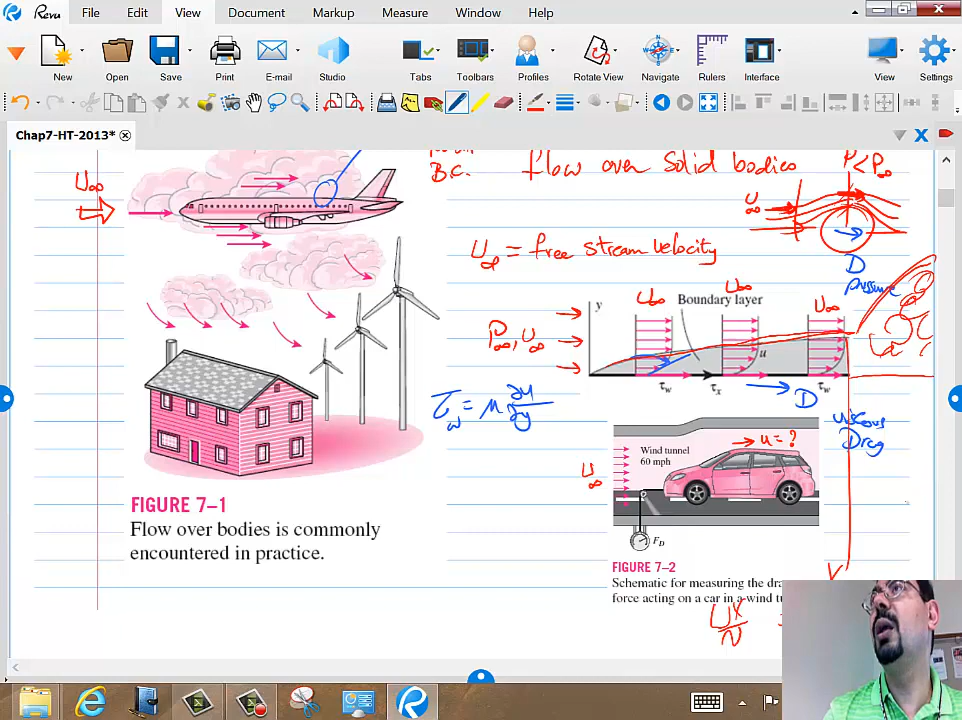 Revu File Edit View Document Markup Measure Window Help
New Open Save Print E-mail Studio Tabs Toolbars Profiles Rotate View Navigate Rulers Interface View Settings
Chap7-HT-2013*
B.C. Flow over solid bodies P<P∞
U∞
U∞
U∞ = free stream velocity
D
pressure
y
U∞ Boundary layer U∞ U∞
P∞, U∞
u
τw τx τw
D
τw = μ ∂u/∂y
viscous
Drag
u = ?
Wind tunnel
60 mph
U∞
FD
FIGURE 7–1
Flow over bodies is commonly
encountered in practice.
FIGURE 7–2
Schematic for measuring the dra
force acting on a car in a wind tu